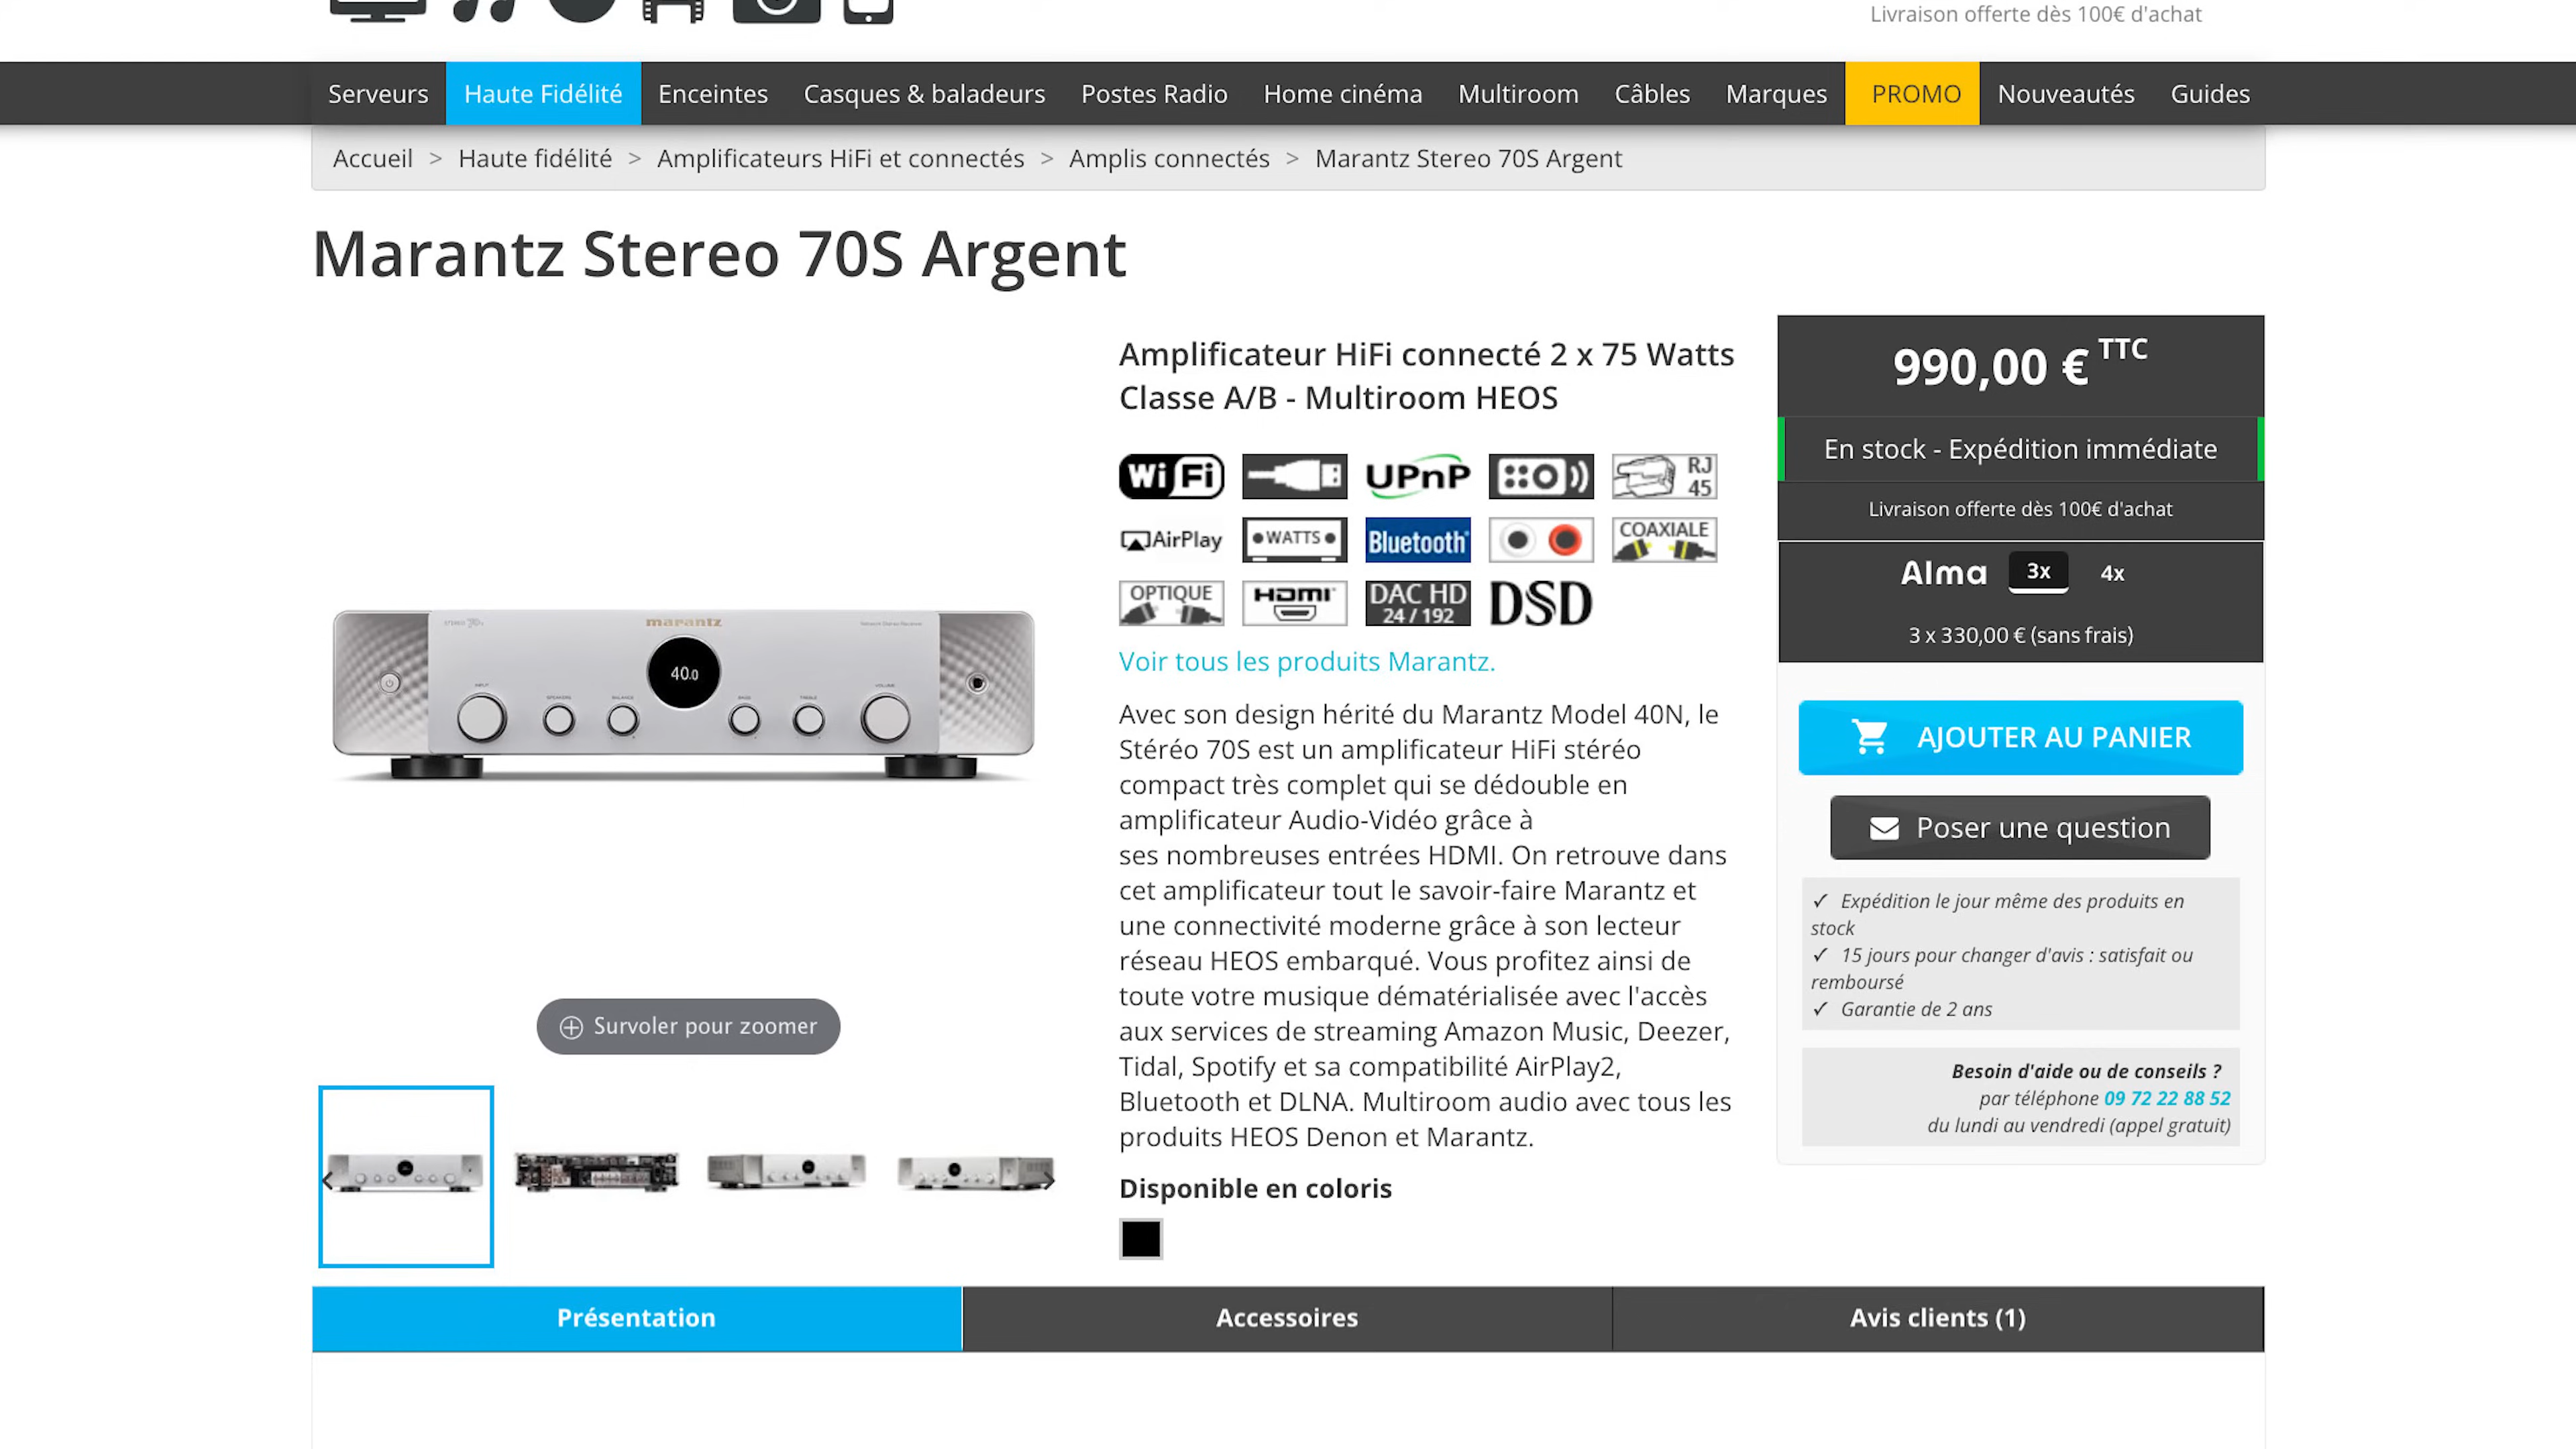 Livraison offerte dès 100€ d'achat
Serveurs Haute Fidélité Enceintes Casques & baladeurs Postes Radio Home cinéma Multiroom Câbles Marques PROMO Nouveautés Guides
Accueil > Haute fidélité > Amplificateurs HiFi et connectés > Amplis connectés > Marantz Stereo 70S Argent
Marantz Stereo 70S Argent
marantz
40.0
Survoler pour zoomer
Amplificateur HiFi connecté 2 x 75 Watts
Classe A/B - Multiroom HEOS
WiFi UPnP RJ 45
AirPlay WATTS Bluetooth COAXIALE
OPTIQUE HDMI DAC HD 24/192 DSD
Voir tous les produits Marantz.
Avec son design hérité du Marantz Model 40N, le
Stéréo 70S est un amplificateur HiFi stéréo
compact très complet qui se dédouble en
amplificateur Audio-Vidéo grâce à
ses nombreuses entrées HDMI. On retrouve dans
cet amplificateur tout le savoir-faire Marantz et
une connectivité moderne grâce à son lecteur
réseau HEOS embarqué. Vous profitez ainsi de
toute votre musique dématérialisée avec l'accès
aux services de streaming Amazon Music, Deezer,
Tidal, Spotify et sa compatibilité AirPlay2,
Bluetooth et DLNA. Multiroom audio avec tous les
produits HEOS Denon et Marantz.
Disponible en coloris
990,00 € TTC
En stock - Expédition immédiate
Livraison offerte dès 100€ d'achat
Alma 3x 4x
3 x 330,00 € (sans frais)
AJOUTER AU PANIER
Poser une question
✓ Expédition le jour même des produits en
stock
✓ 15 jours pour changer d'avis : satisfait ou
remboursé
✓ Garantie de 2 ans
Besoin d'aide ou de conseils ?
par téléphone 09 72 22 88 52
du lundi au vendredi (appel gratuit)
Présentation Accessoires Avis clients (1)